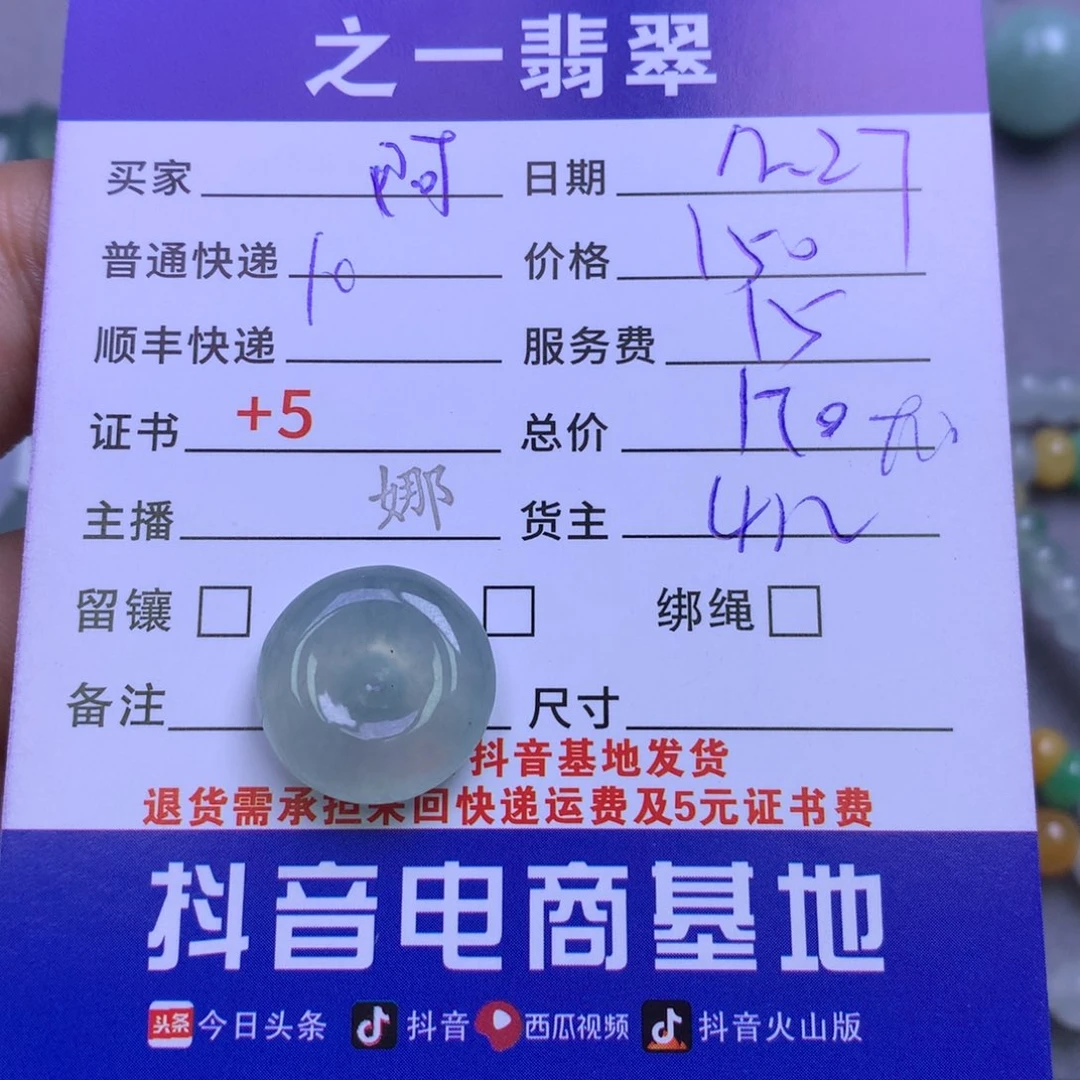 之一翡翠
买家 阿 日期 12-27
普通快递 10 价格 150
顺丰快递 服务费 15
证书 +5 总价 170
主播 娜 货主 412
留镶 绑绳
备注 尺寸
抖音基地发货
退货需承担来回快递运费及5元证书费
抖音电商基地
头条 今日头条 抖音 西瓜视频 抖音火山版